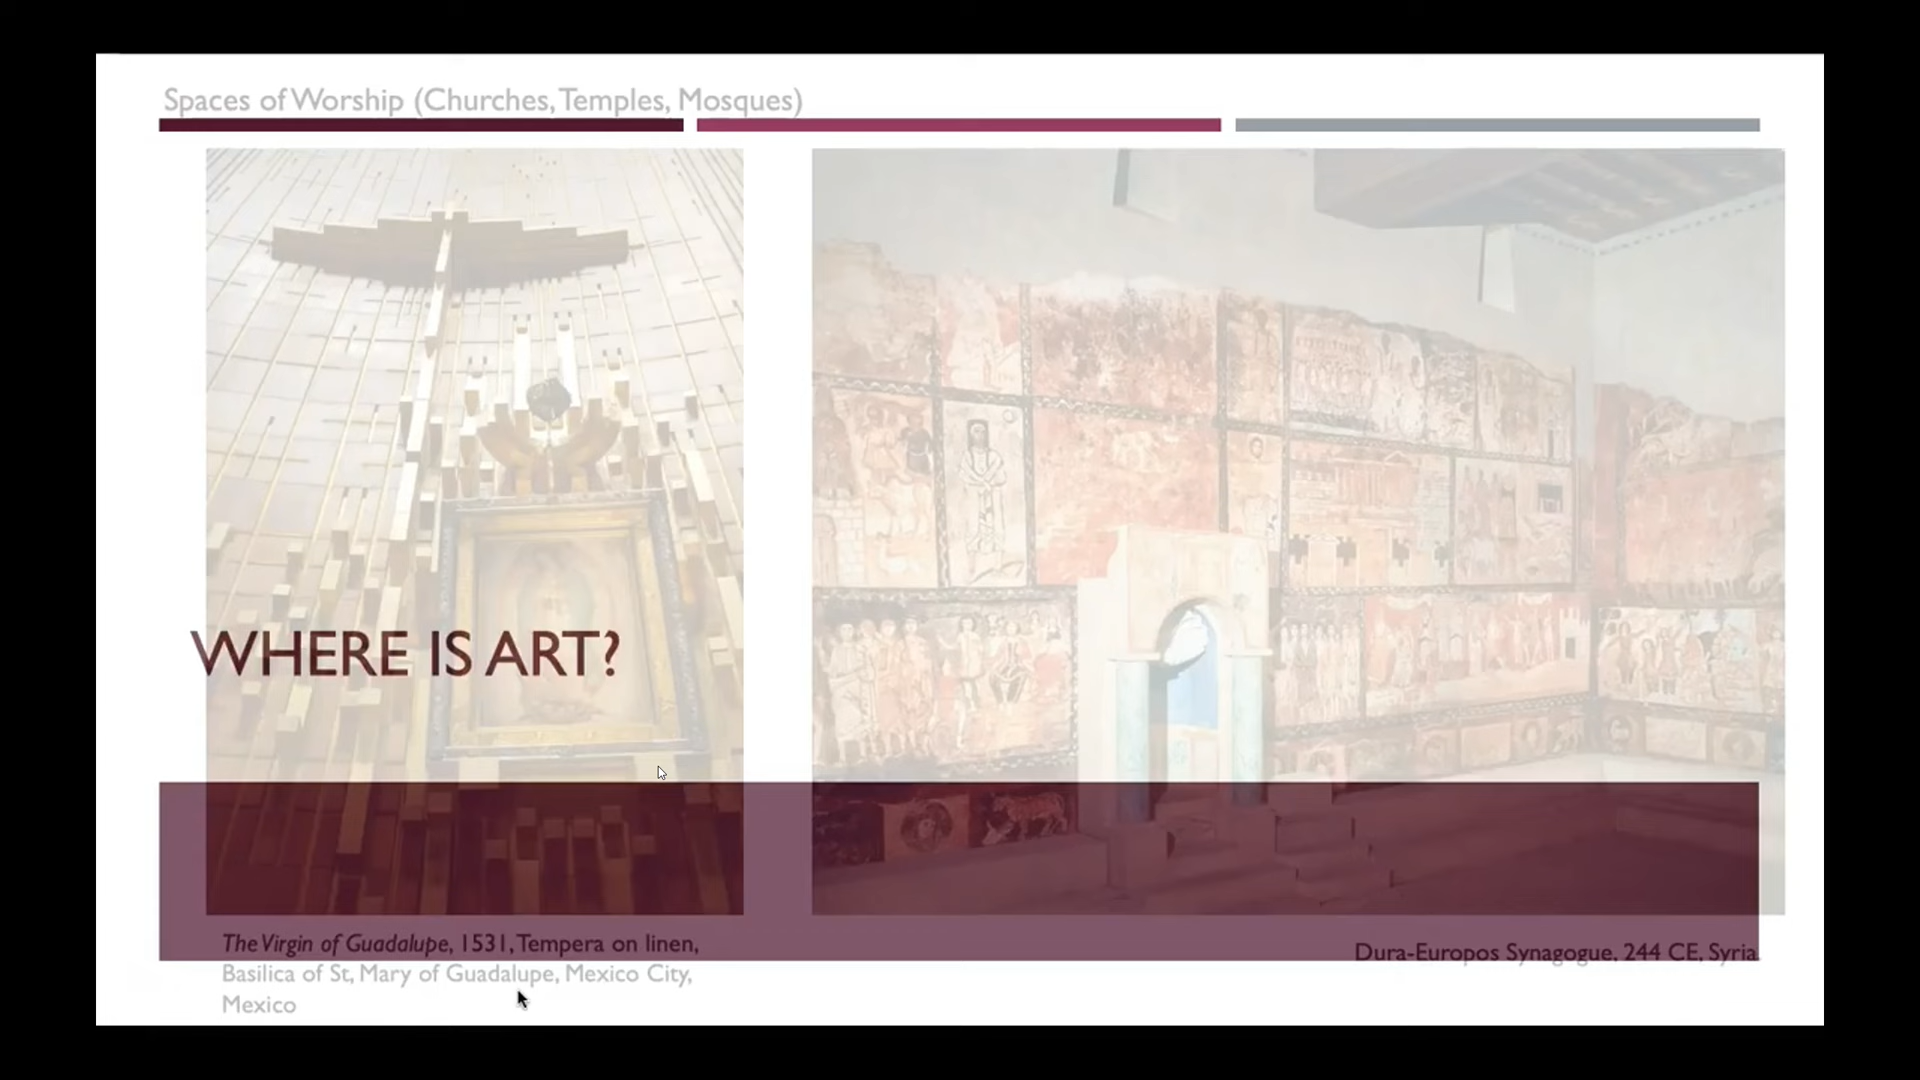 Spaces of Worship (Churches, Temples, Mosques)
WHERE IS ART?
The Virgin of Guadalupe, 1531, Tempera on linen,
Basilica of St, Mary of Guadalupe, Mexico City,
Mexico
Dura-Europos Synagogue, 244 CE, Syria